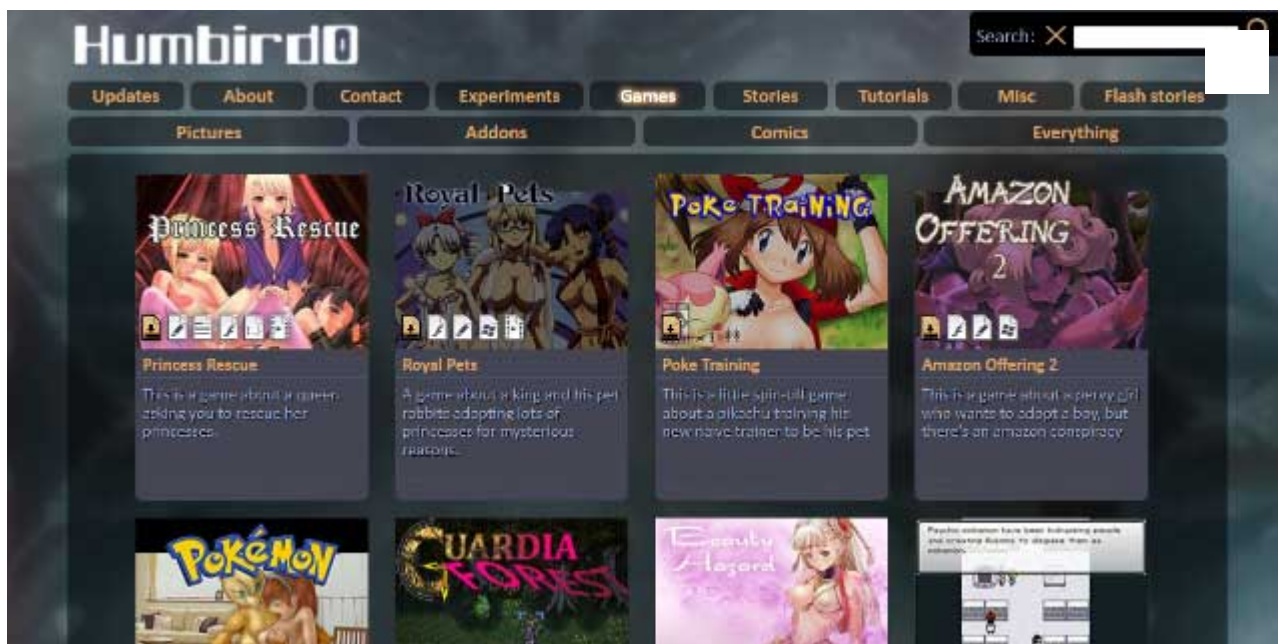 Humbird0
Search:
Updates
About
Contact
Experiments
Games
Stories
Tutorials
Misc
Flash stories
Pictures
Addons
Comics
Everything
Princess Rescue
Royal Pets
Poke Training
Amazon
Offering
2
Princess Rescue
Royal Pets
Poke Training
Amazon Offering 2
This is a game about a queen
asking you to rescue her
princesses.
A game about a king and his pet
rabbits adopting lots of
princesses for mysterious
reasons.
This is a little spin-off game
about a pikachu training his
new naive trainer to be his pet
This is a game about a pervy girl
who wants to adopt a boy, but
there's an amazon conspiracy
Pokémon
Guardia
Forest
Beauty
Hazard